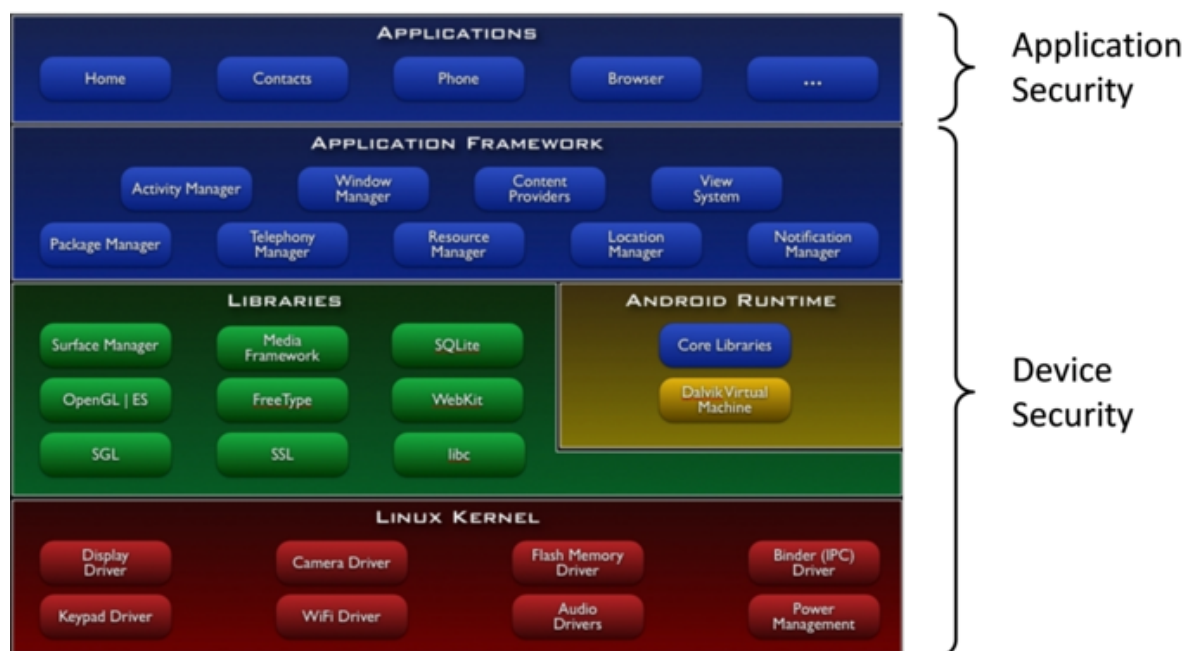 APPLICATIONS
Home
Contacts
Phone
Browser
...
Application
Security
APPLICATION FRAMEWORK
Activity Manager
Window
Manager
Content
Providers
View
System
Package Manager
Telephony
Manager
Resource
Manager
Location
Manager
Notification
Manager
LIBRARIES
Surface Manager
Media
Framework
SQLite
OpenGL | ES
FreeType
WebKit
SGL
SSL
libc
ANDROID RUNTIME
Core Libraries
Dalvik Virtual
Machine
Device
Security
LINUX KERNEL
Display
Driver
Camera Driver
Flash Memory
Driver
Binder (IPC)
Driver
Keypad Driver
WiFi Driver
Audio
Drivers
Power
Management